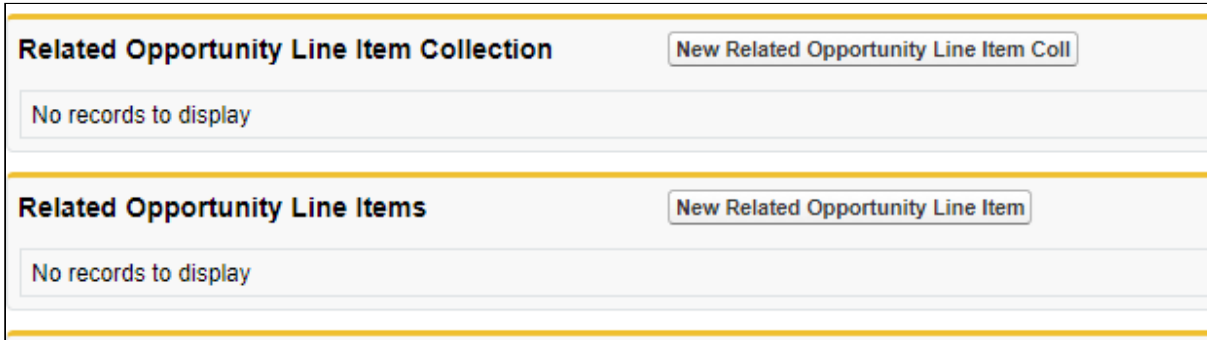 Related Opportunity Line Item Collection New Related Opportunity Line Item Coll
No records to display
Related Opportunity Line Items New Related Opportunity Line Item
No records to display